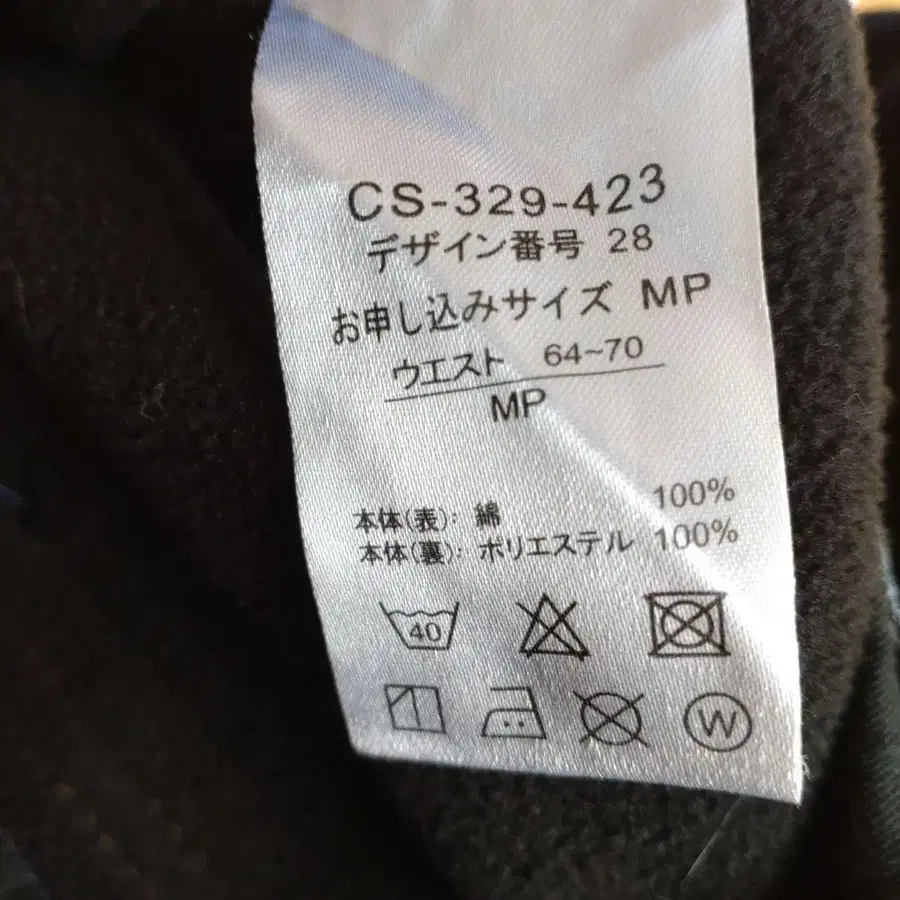 CS-329-423
デザイン番号 28
お申し込みサイズ MP
ウエスト 64~70
MP
本体(表): 綿 100%
本体(裏): ポリエステル 100%
40
W